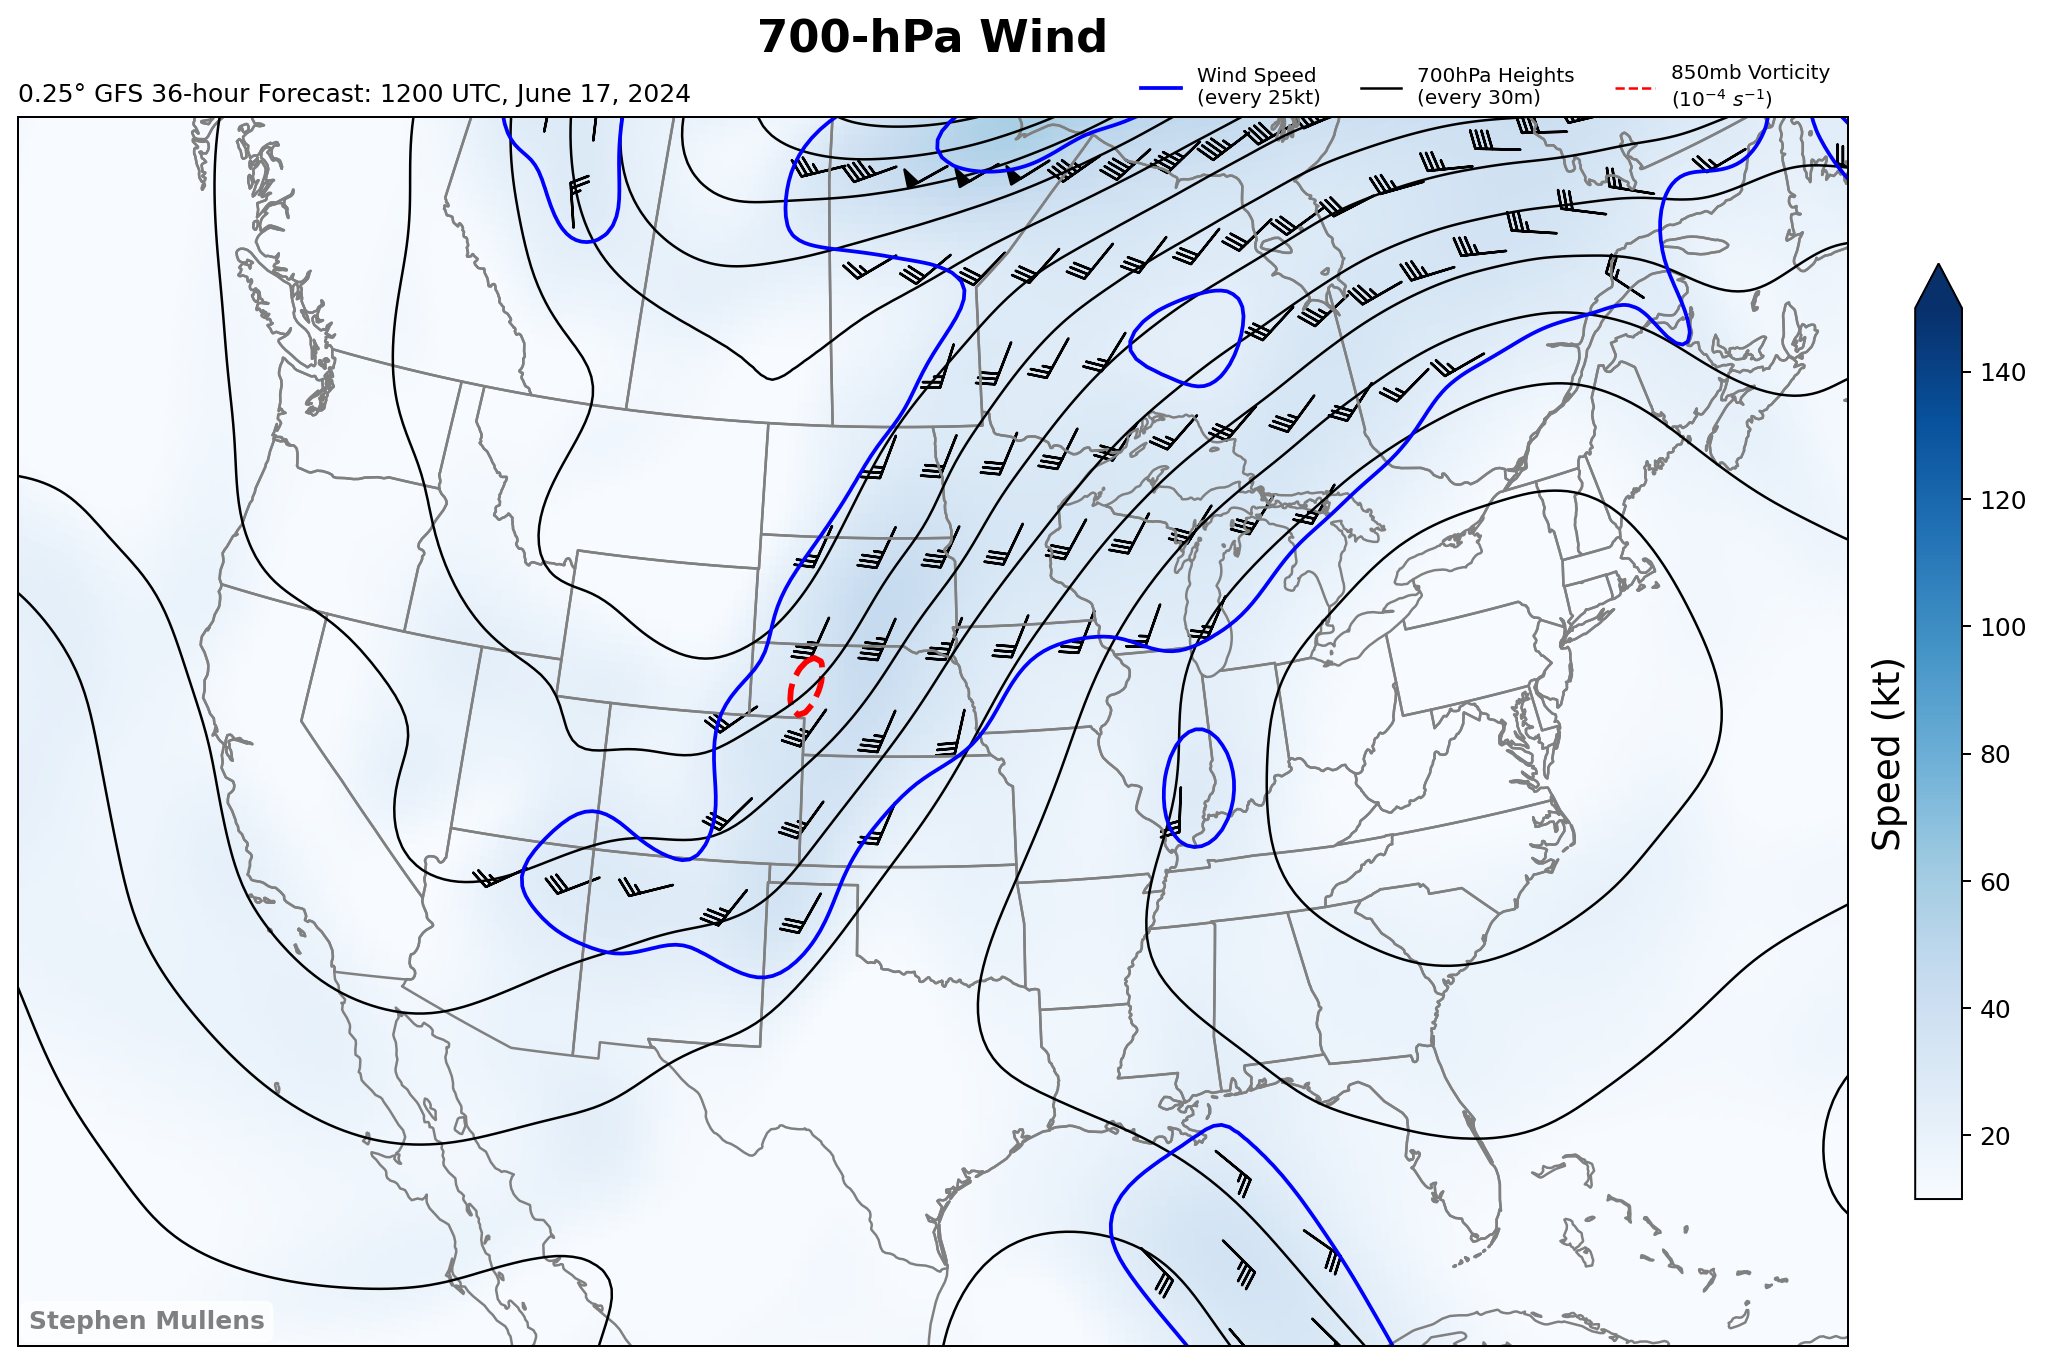 700-hPa Wind
0.25° GFS 36-hour Forecast: 1200 UTC, June 17, 2024
Wind Speed
(every 25kt)
700hPa Heights
(every 30m)
850mb Vorticity
(10⁻⁴ s⁻¹)
140
120
100
80
60
40
20
Speed (kt)
Stephen Mullens